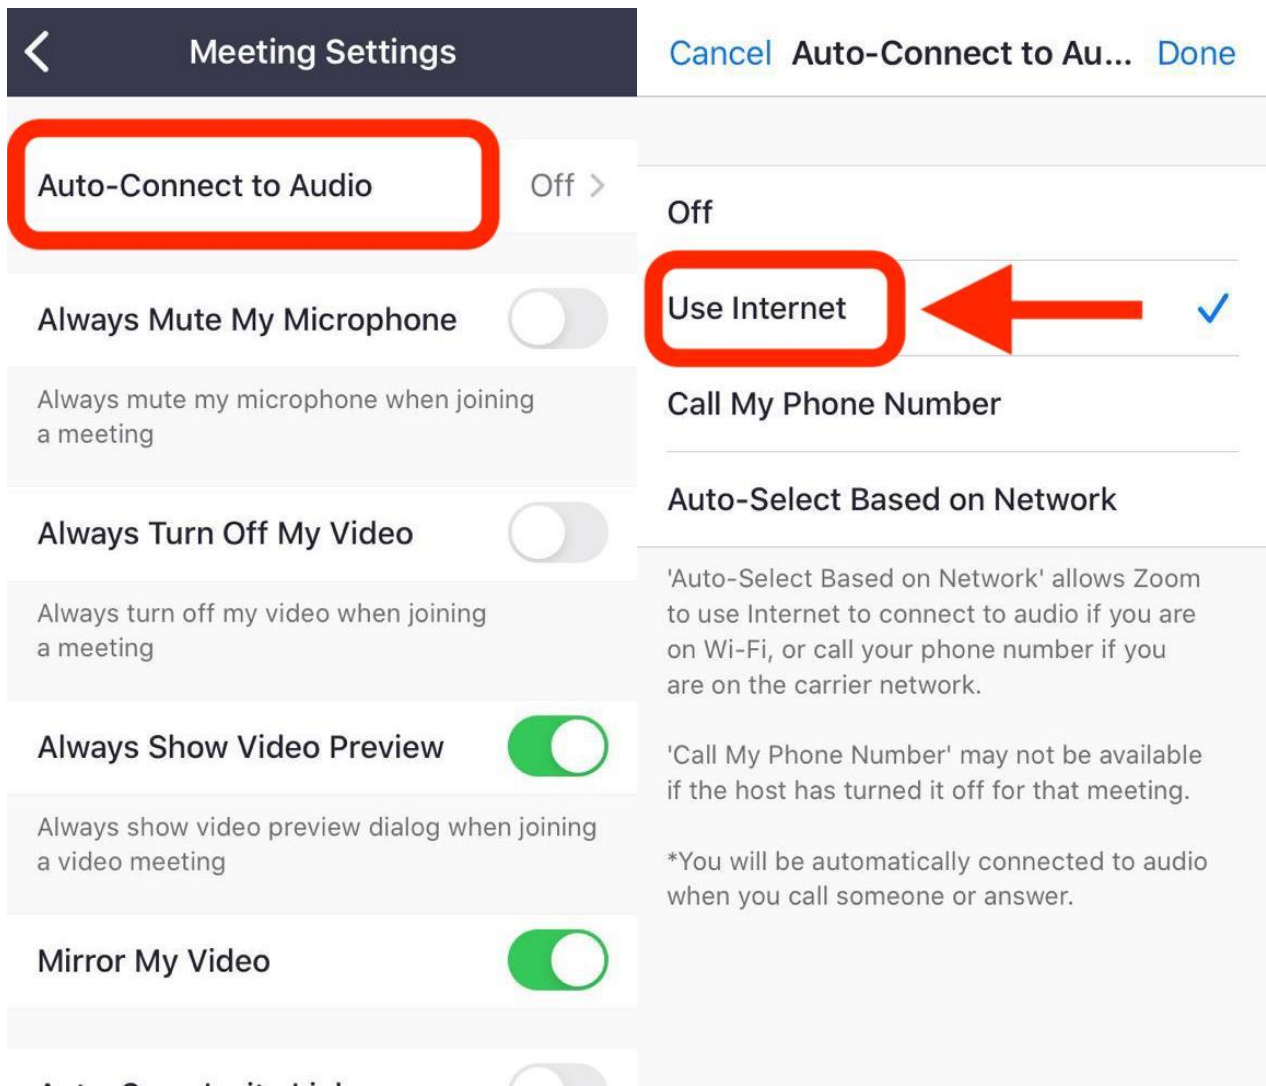 Meeting Settings
Auto-Connect to Audio Off
Always Mute My Microphone
Always mute my microphone when joining
a meeting
Always Turn Off My Video
Always turn off my video when joining
a meeting
Always Show Video Preview
Always show video preview dialog when joining
a video meeting
Mirror My Video
Cancel Auto-Connect to Au... Done
Off
Use Internet
Call My Phone Number
Auto-Select Based on Network
'Auto-Select Based on Network' allows Zoom
to use Internet to connect to audio if you are
on Wi-Fi, or call your phone number if you
are on the carrier network.
'Call My Phone Number' may not be available
if the host has turned it off for that meeting.
*You will be automatically connected to audio
when you call someone or answer.